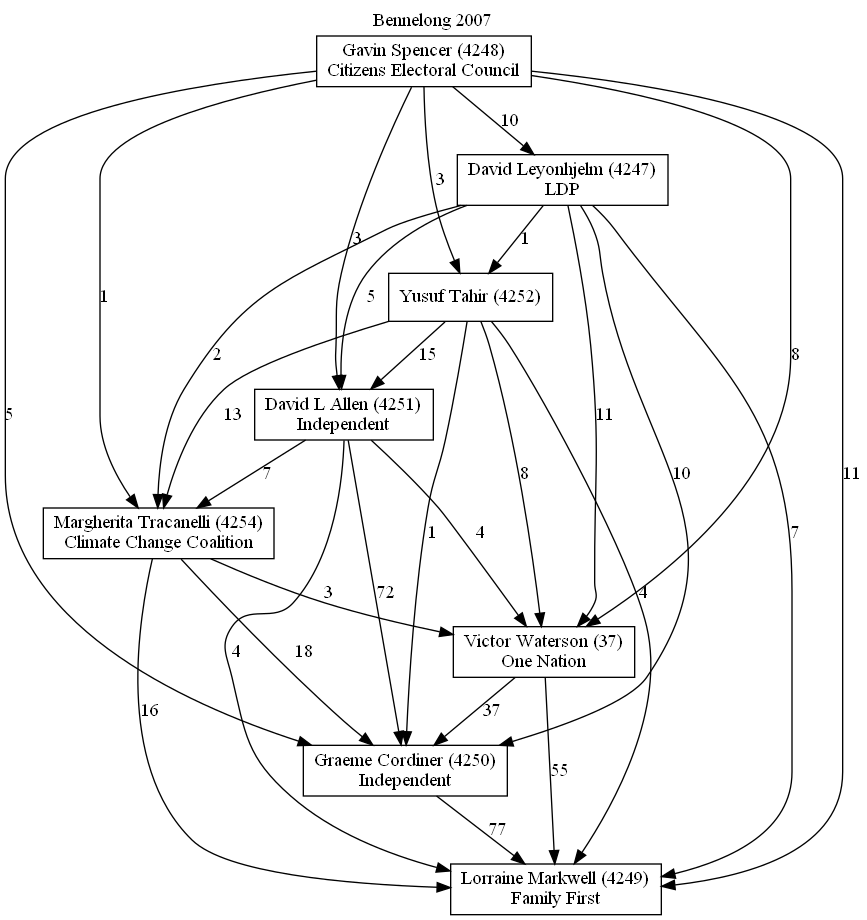 Bennelong 2007
Gavin Spencer (4248)
Citizens Electoral Council
10
David Leyonhjelm (4247)
LDP
3
3
1
1
5
Yusuf Tahir (4252)
2
15
8
David L Allen (4251)
Independent
5
13
11
7
8
10
11
Margherita Tracanelli (4254)
Climate Change Coalition
1
4
7
3
72
4
Victor Waterson (37)
One Nation
4
18
16
37
Graeme Cordiner (4250)
Independent
55
77
Lorraine Markwell (4249)
Family First